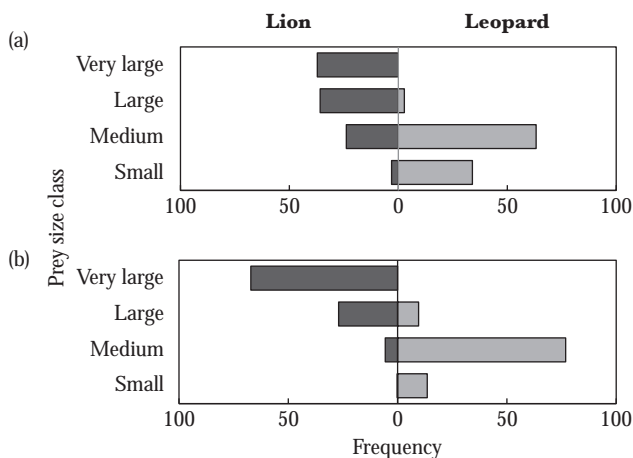 Lion Leopard
(a)
Very large
Large
Medium
Small
100 50 0 50 100
Prey size class
(b)
Very large
Large
Medium
Small
100 50 0 50 100
Frequency